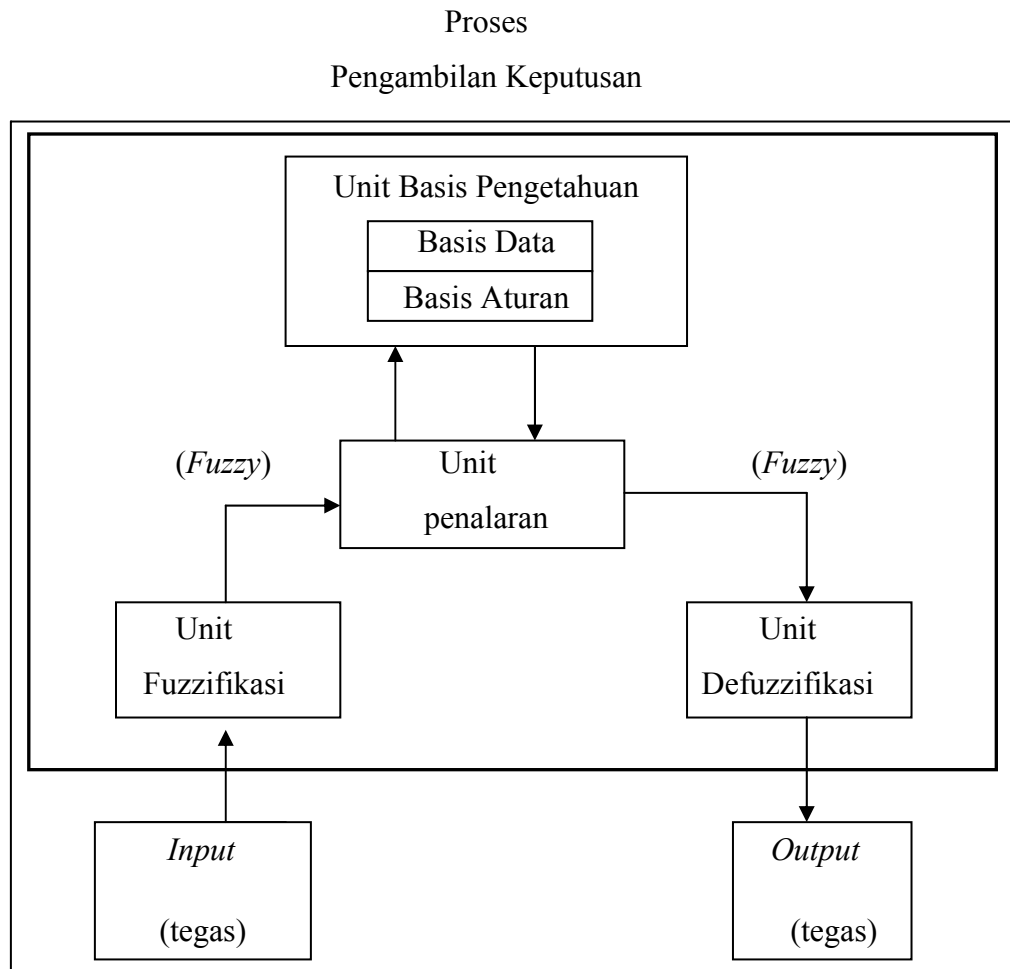 Proses
Pengambilan Keputusan
Unit Basis Pengetahuan
Basis Data
Basis Aturan
(Fuzzy)
Unit
penalaran
(Fuzzy)
Unit
Fuzzifikasi
Unit
Defuzzifikasi
Input
(tegas)
Output
(tegas)